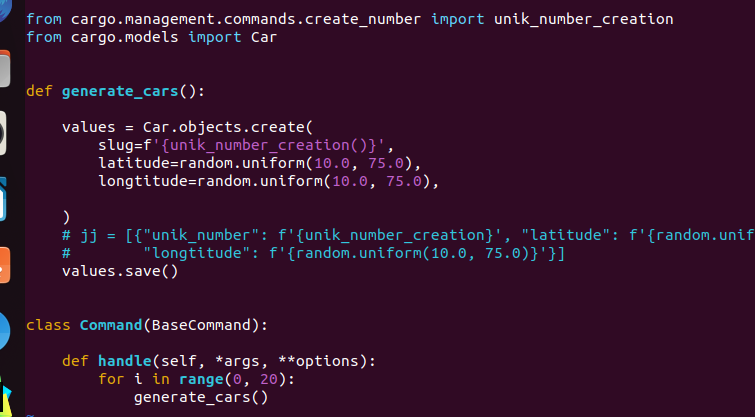 from cargo.management.commands.create_number import unik_number_creation
from cargo.models import Car
def generate_cars():
values = Car.objects.create(
slug=f'{unik_number_creation()}',
latitude=random.uniform(10.0, 75.0),
longtitude=random.uniform(10.0, 75.0),
)
# jj = [{"unik_number": f'{unik_number_creation}', "latitude": f'{random.unif
# "longtitude": f'{random.uniform(10.0, 75.0)}'}]
values.save()
class Command(BaseCommand):
def handle(self, *args, **options):
for i in range(0, 20):
generate_cars()
~